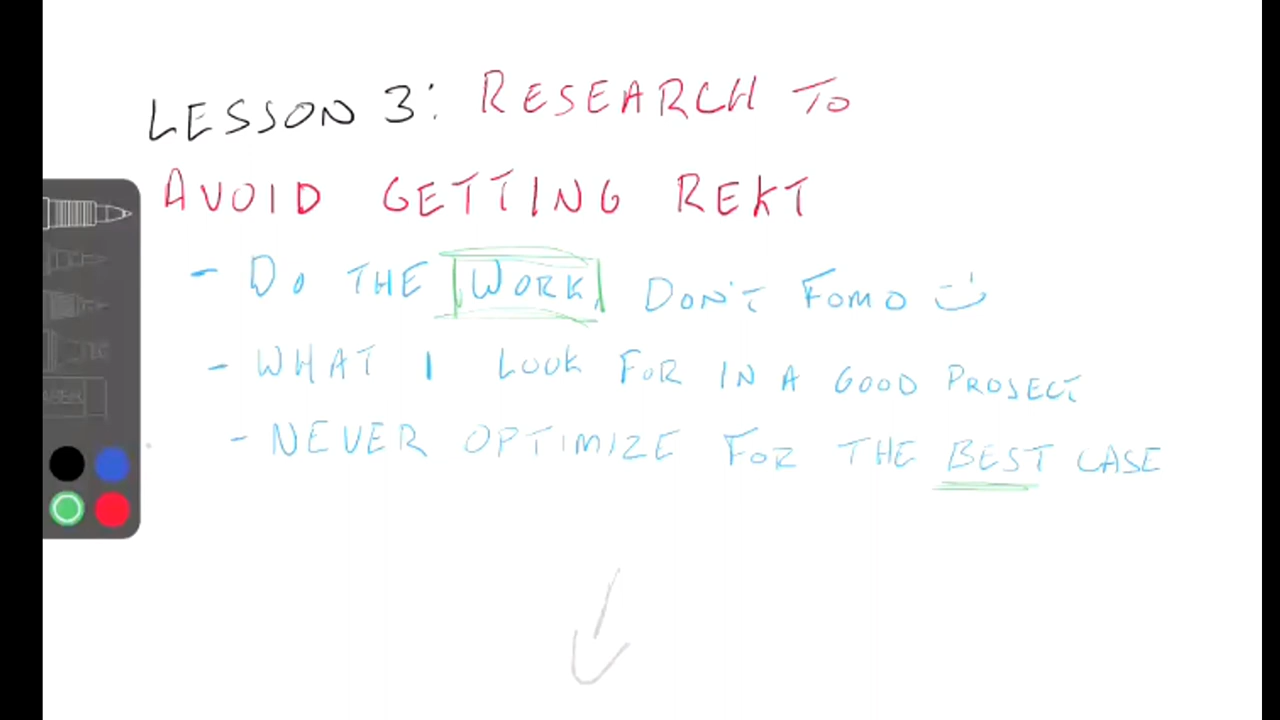 LESSON 3: RESEARCH TO
AVOID GETTING REKT
- DO THE WORK DON'T FOMO :)
- WHAT I LOOK FOR IN A GOOD PROJECT
- NEVER OPTIMIZE FOR THE BEST CASE